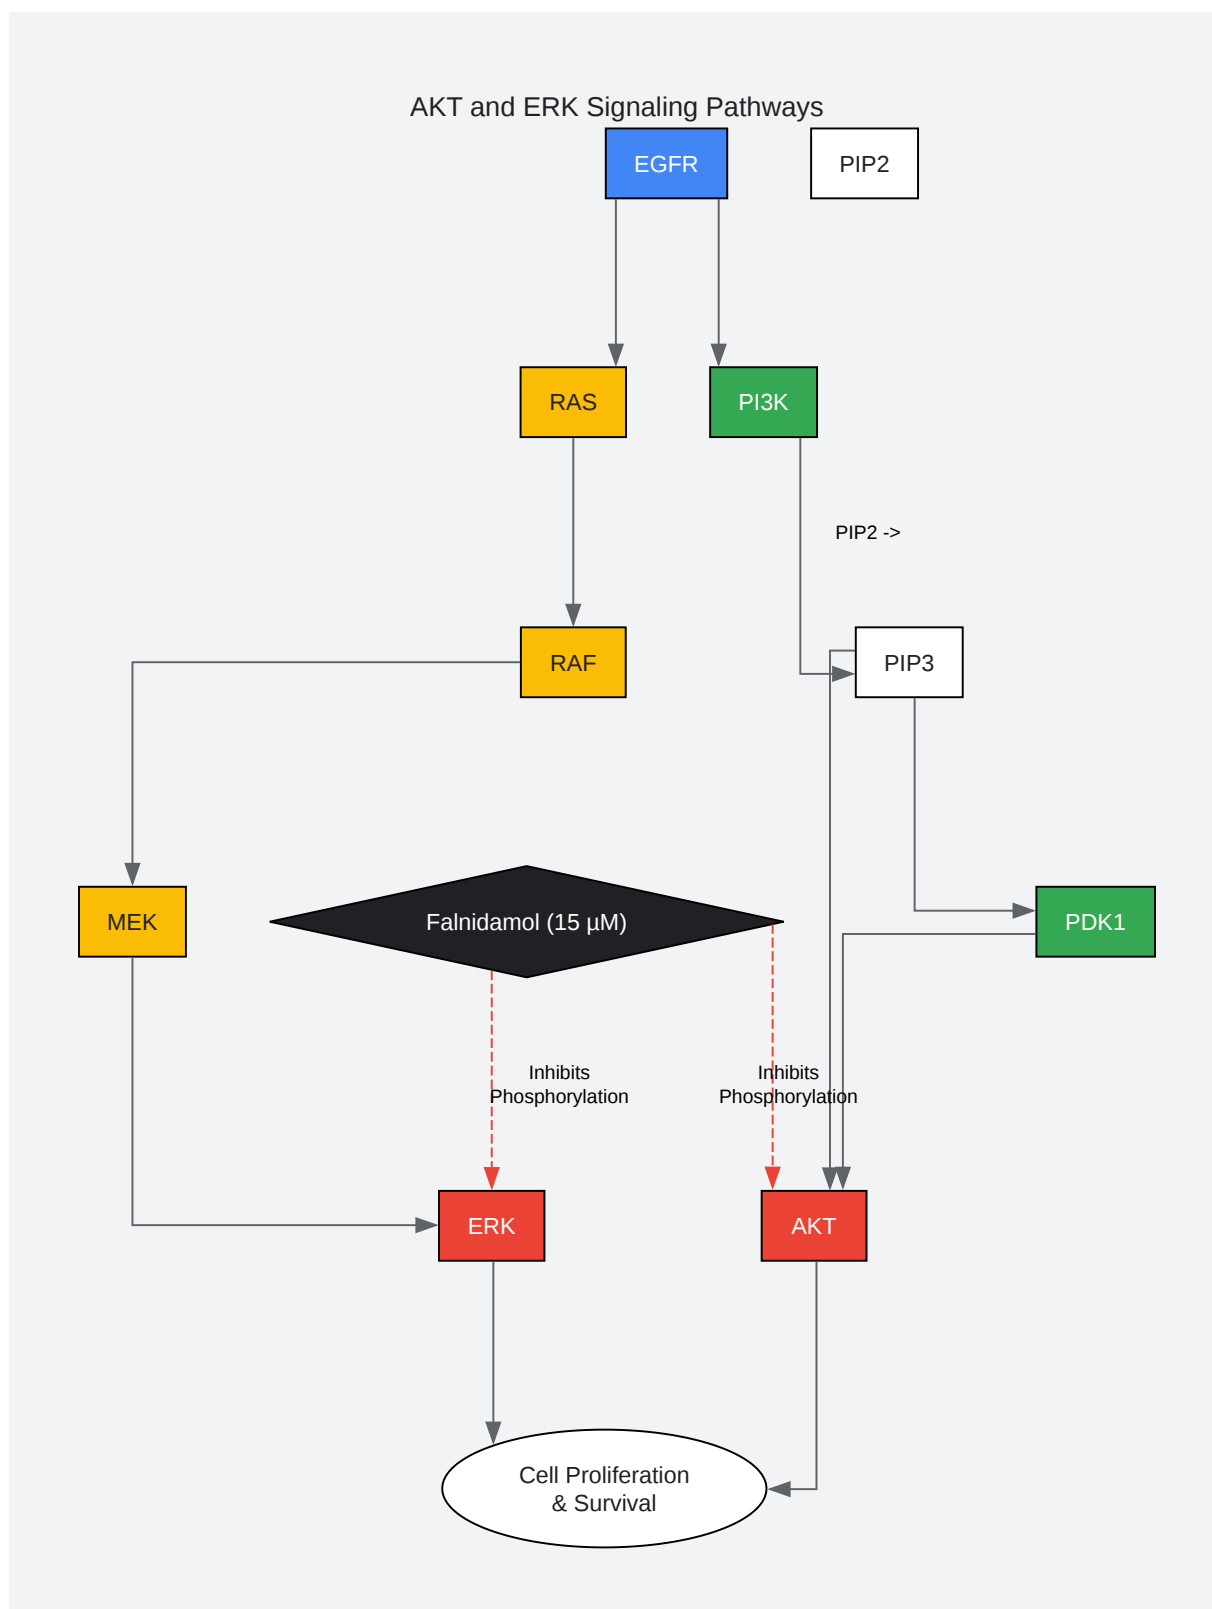 AKT and ERK Signaling Pathways
EGFR
PIP2
RAS
PI3K
PIP2 ->
RAF
PIP3
MEK
Falnidamol (15 µM)
PDK1
Inhibits
Phosphorylation
Inhibits
Phosphorylation
ERK
AKT
Cell Proliferation
& Survival